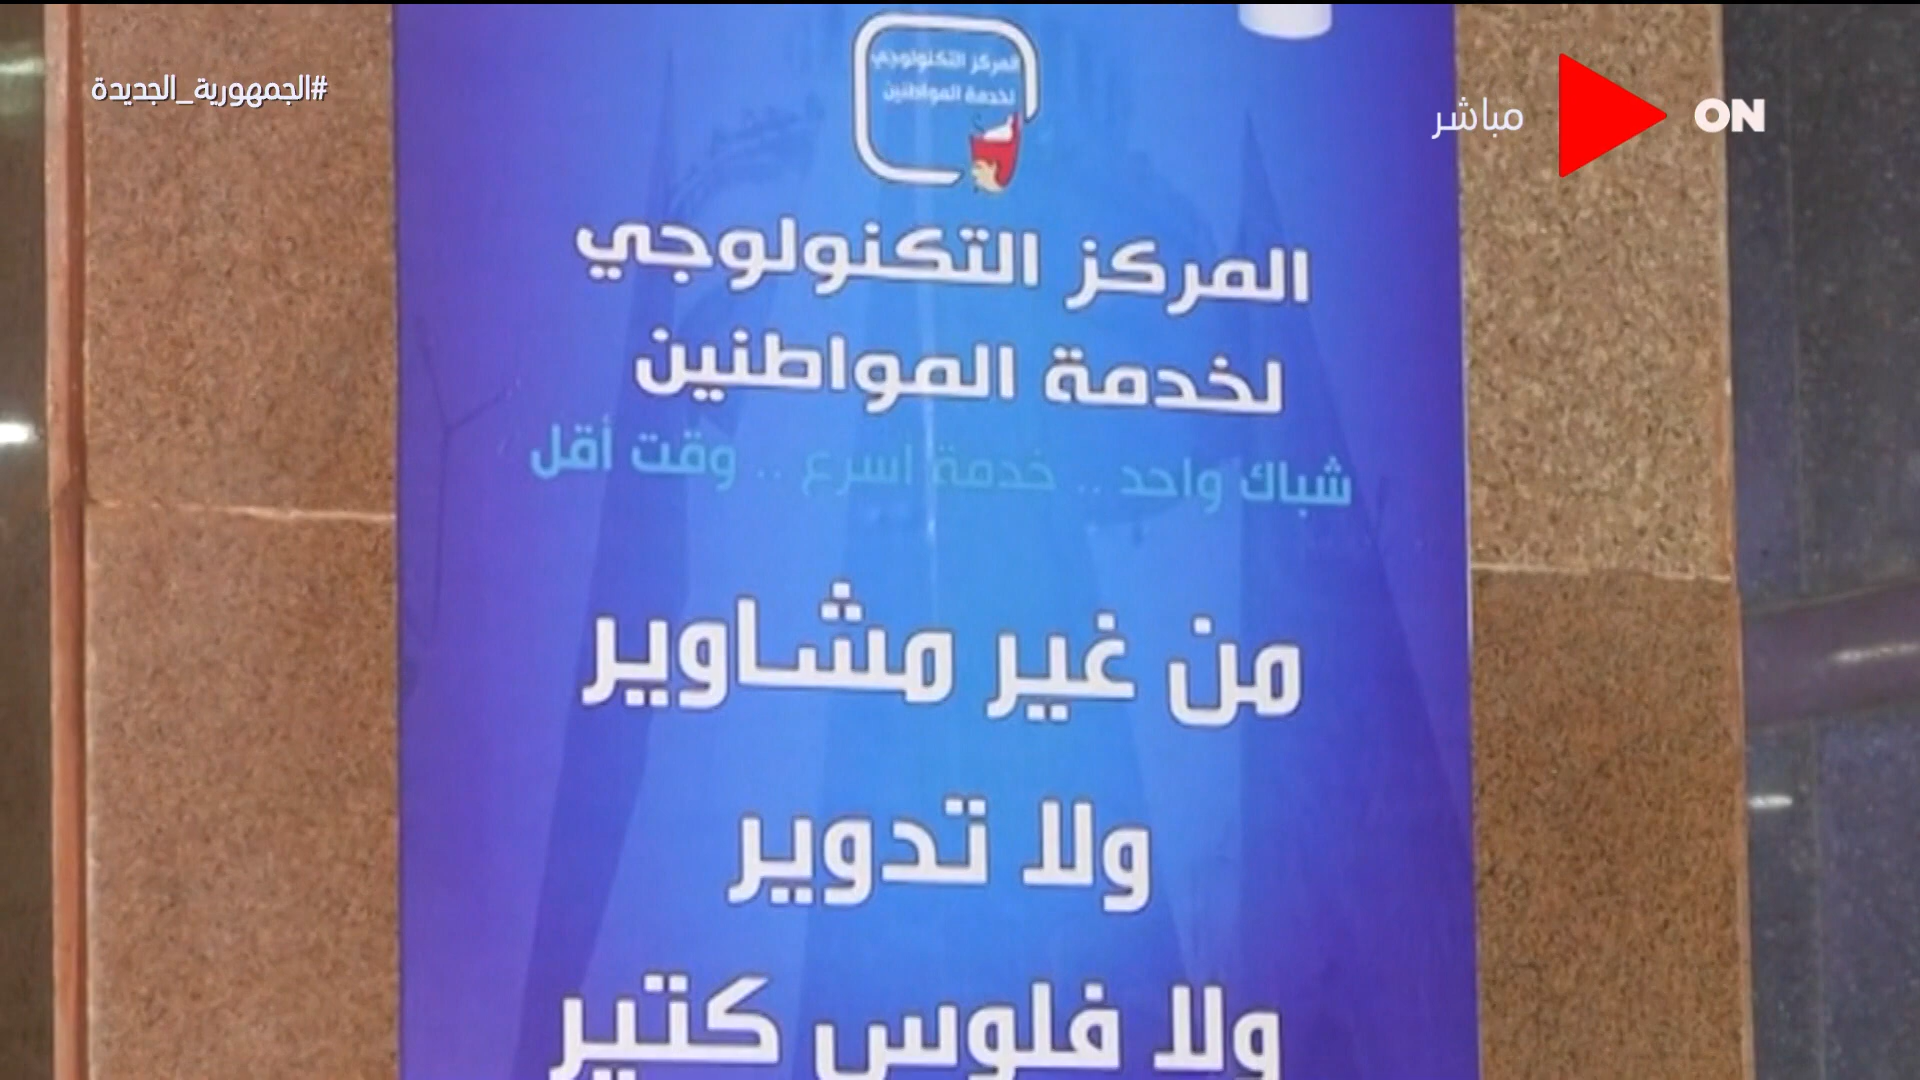 #الجمهورية_الجديدة
مباشر ON
المركز التكنولوجي
لخدمة المواطنين
المركز التكنولوجي
لخدمة المواطنين
شباك واحد .. خدمة اسرع .. وقت أقل
من غير مشاوير
ولا تدوير
ولا فلوس كتير